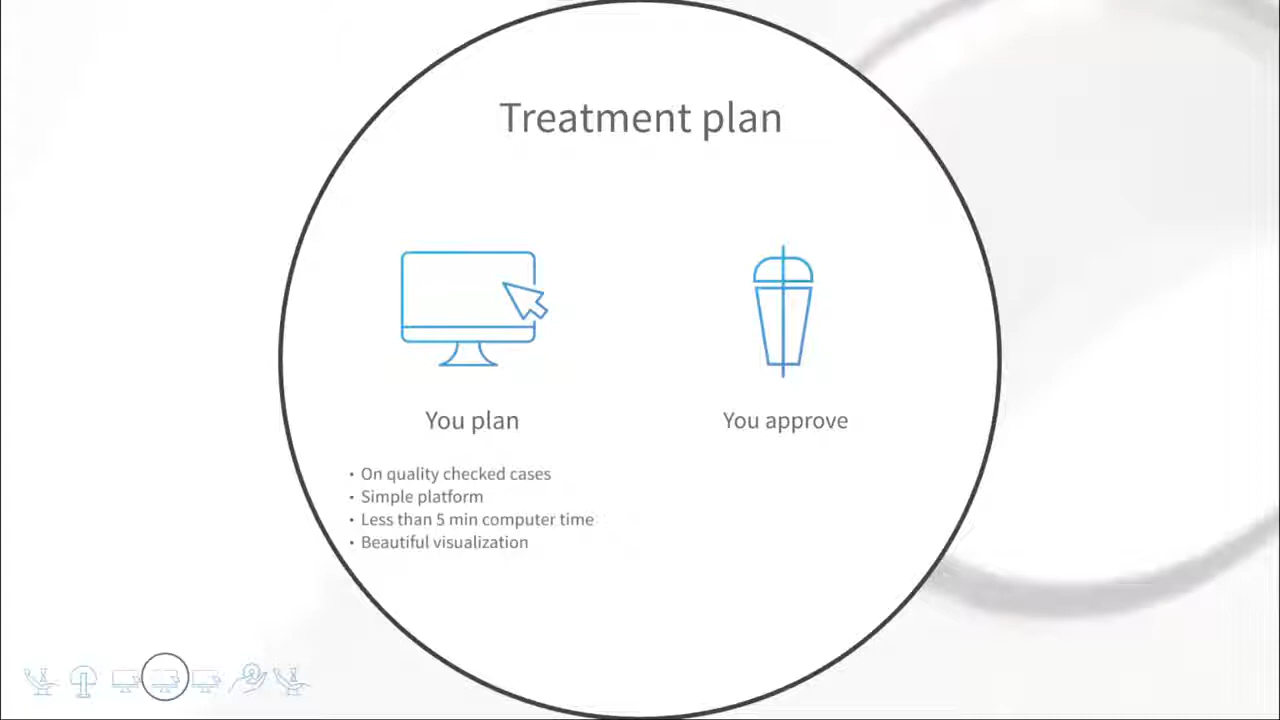 Treatment plan
You plan
You approve
• On quality checked cases
• Simple platform
• Less than 5 min computer time
• Beautiful visualization